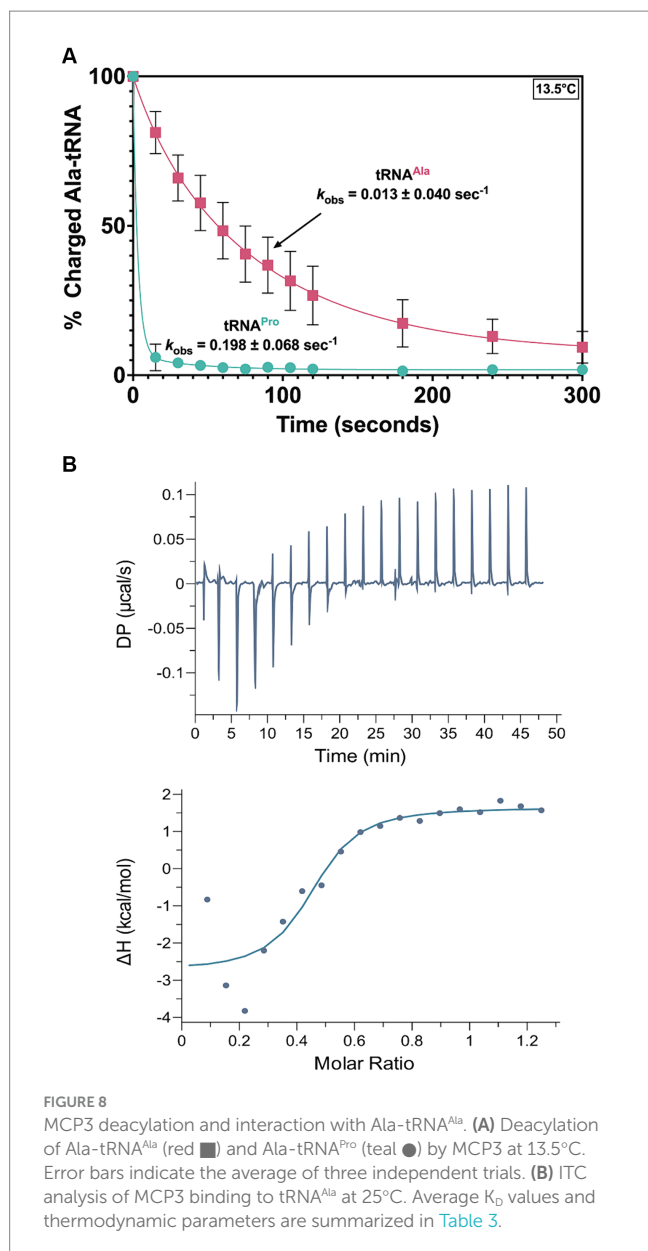 A
100
50
0
% Charged Ala-tRNA
13.5°C
tRNAᴬˡᵃ
kobs = 0.013 ± 0.040 sec⁻¹
tRNAᴾʳᵒ
kobs = 0.198 ± 0.068 sec⁻¹
0 100 200 300
Time (seconds)
B
0.1
0.05
0
-0.05
-0.1
DP (µcal/s)
0 5 10 15 20 25 30 35 40 45 50
Time (min)
2
1
0
-1
-2
-3
-4
ΔH (kcal/mol)
0 0.2 0.4 0.6 0.8 1 1.2
Molar Ratio
FIGURE 8
MCP3 deacylation and interaction with Ala-tRNAᴬˡᵃ. (A) Deacylation
of Ala-tRNAᴬˡᵃ (red ■) and Ala-tRNAᴾʳᵒ (teal ●) by MCP3 at 13.5°C.
Error bars indicate the average of three independent trials. (B) ITC
analysis of MCP3 binding to tRNAᴬˡᵃ at 25°C. Average KD values and
thermodynamic parameters are summarized in Table 3.